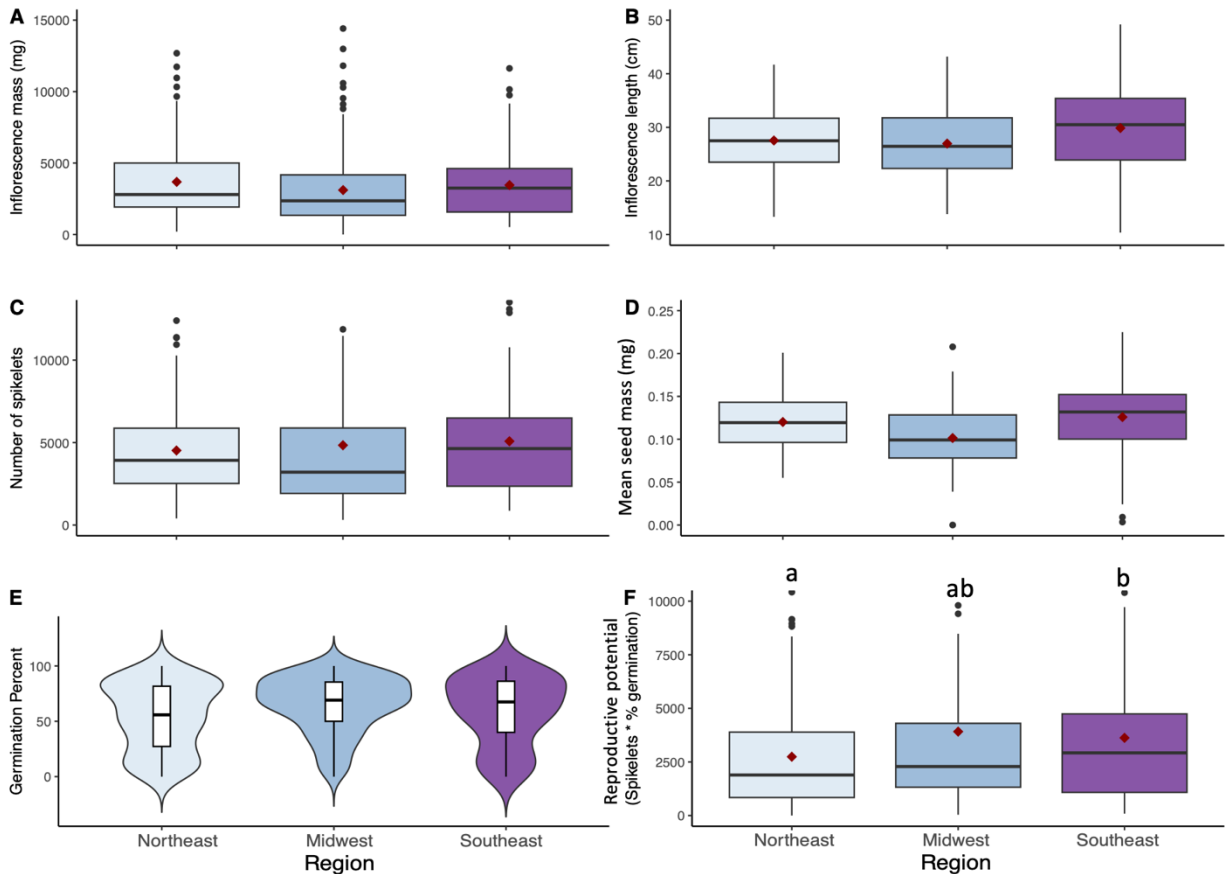 A
Inflorescence mass (mg)
15000
10000
5000
0
B
Inflorescence length (cm)
50
40
30
20
10
C
Number of spikelets
10000
5000
0
D
Mean seed mass (mg)
0.25
0.20
0.15
0.10
0.05
0.00
E
Germination Percent
100
50
0
Northeast
Midwest
Southeast
Region
F
Reproductive potential
(Spikelets * % germination)
a
ab
b
10000
7500
5000
2500
0
Northeast
Midwest
Southeast
Region